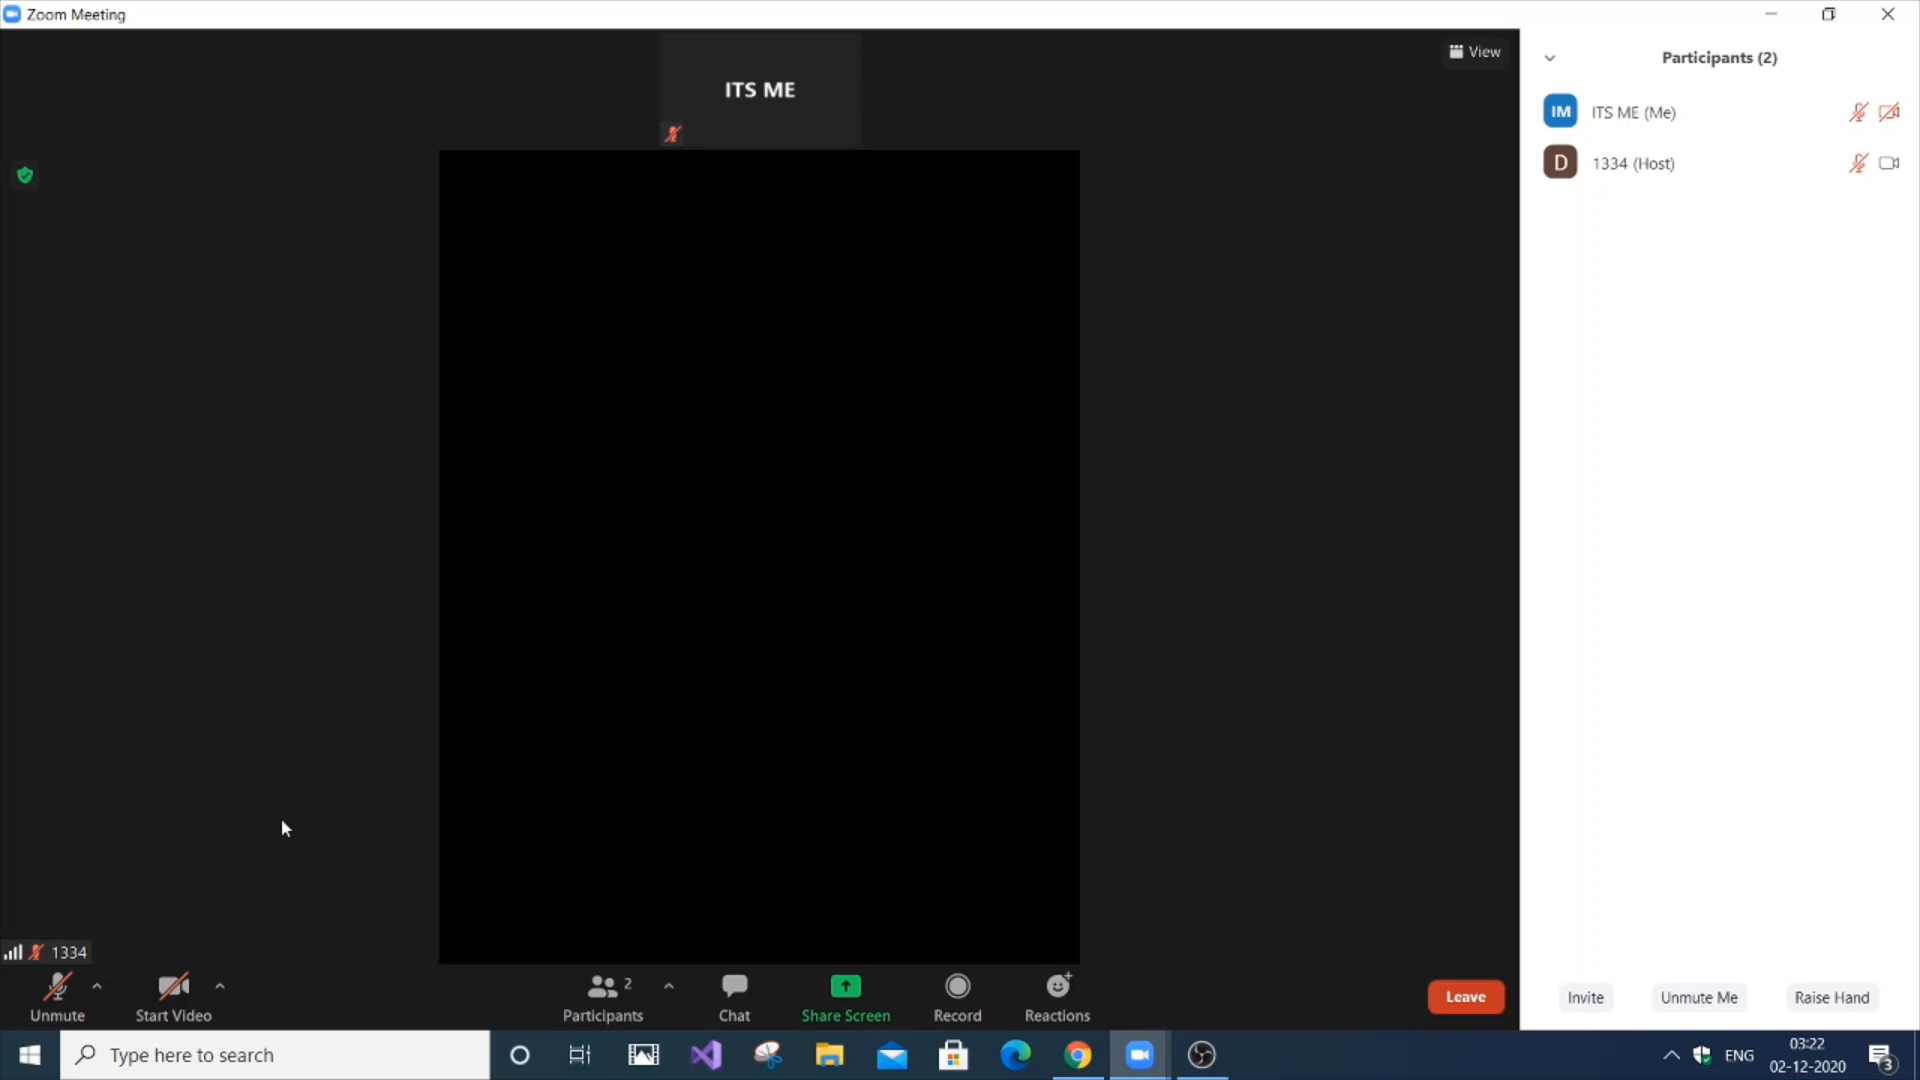 Zoom Meeting
ITS ME
View
Participants (2)
IM ITS ME (Me)
D 1334 (Host)
1334
Unmute
Start Video
2
Participants
Chat
Share Screen
Record
Reactions
Leave
Invite
Unmute Me
Raise Hand
Type here to search
ENG
03:22
02-12-2020
3